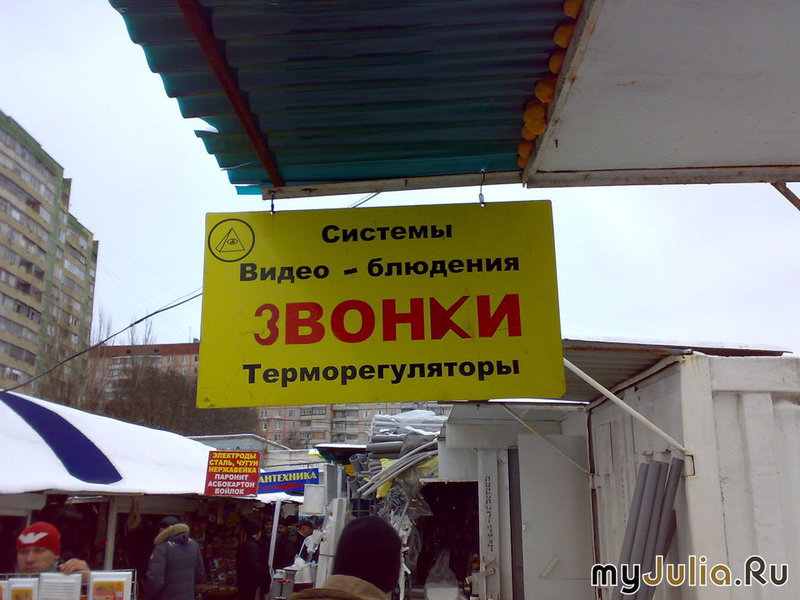 Системы
Видео - блюдения
ЗВОНКИ
Терморегуляторы
ЭЛЕКТРОДЫ
СТАЛЬ, ЧУГУН
НЕРЖАВЕЙКА
ПАРОНИТ
АСБОКАРТОН
ВОЙЛОК
АНТЕХНИКА
myJulia.Ru